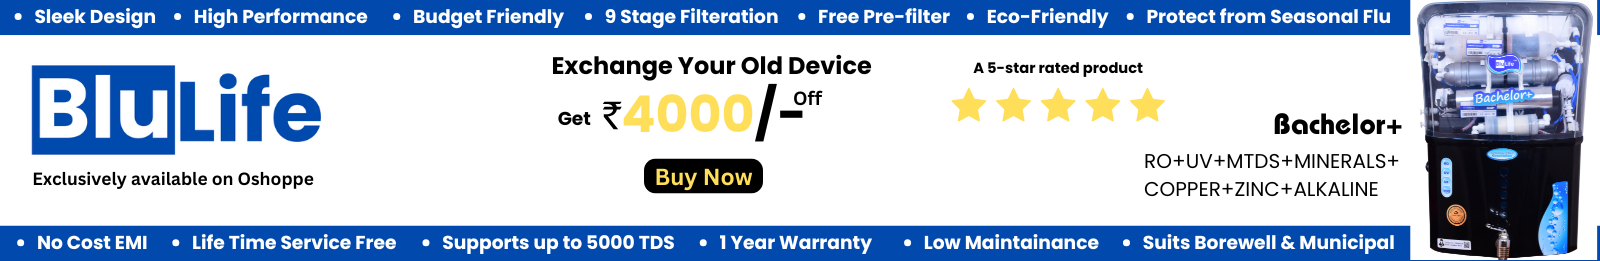 • Sleek Design • High Performance • Budget Friendly • 9 Stage Filteration • Free Pre-filter • Eco-Friendly • Protect from Seasonal Flu
BluLife
Exclusively available on Oshoppe
Exchange Your Old Device
Get ₹4000/- Off
Buy Now
A 5-star rated product
Bachelor+
RO+UV+MTDS+MINERALS+
COPPER+ZINC+ALKALINE
BluLife
Bachelor+
• No Cost EMI • Life Time Service Free • Supports up to 5000 TDS • 1 Year Warranty • Low Maintainance • Suits Borewell & Municipal